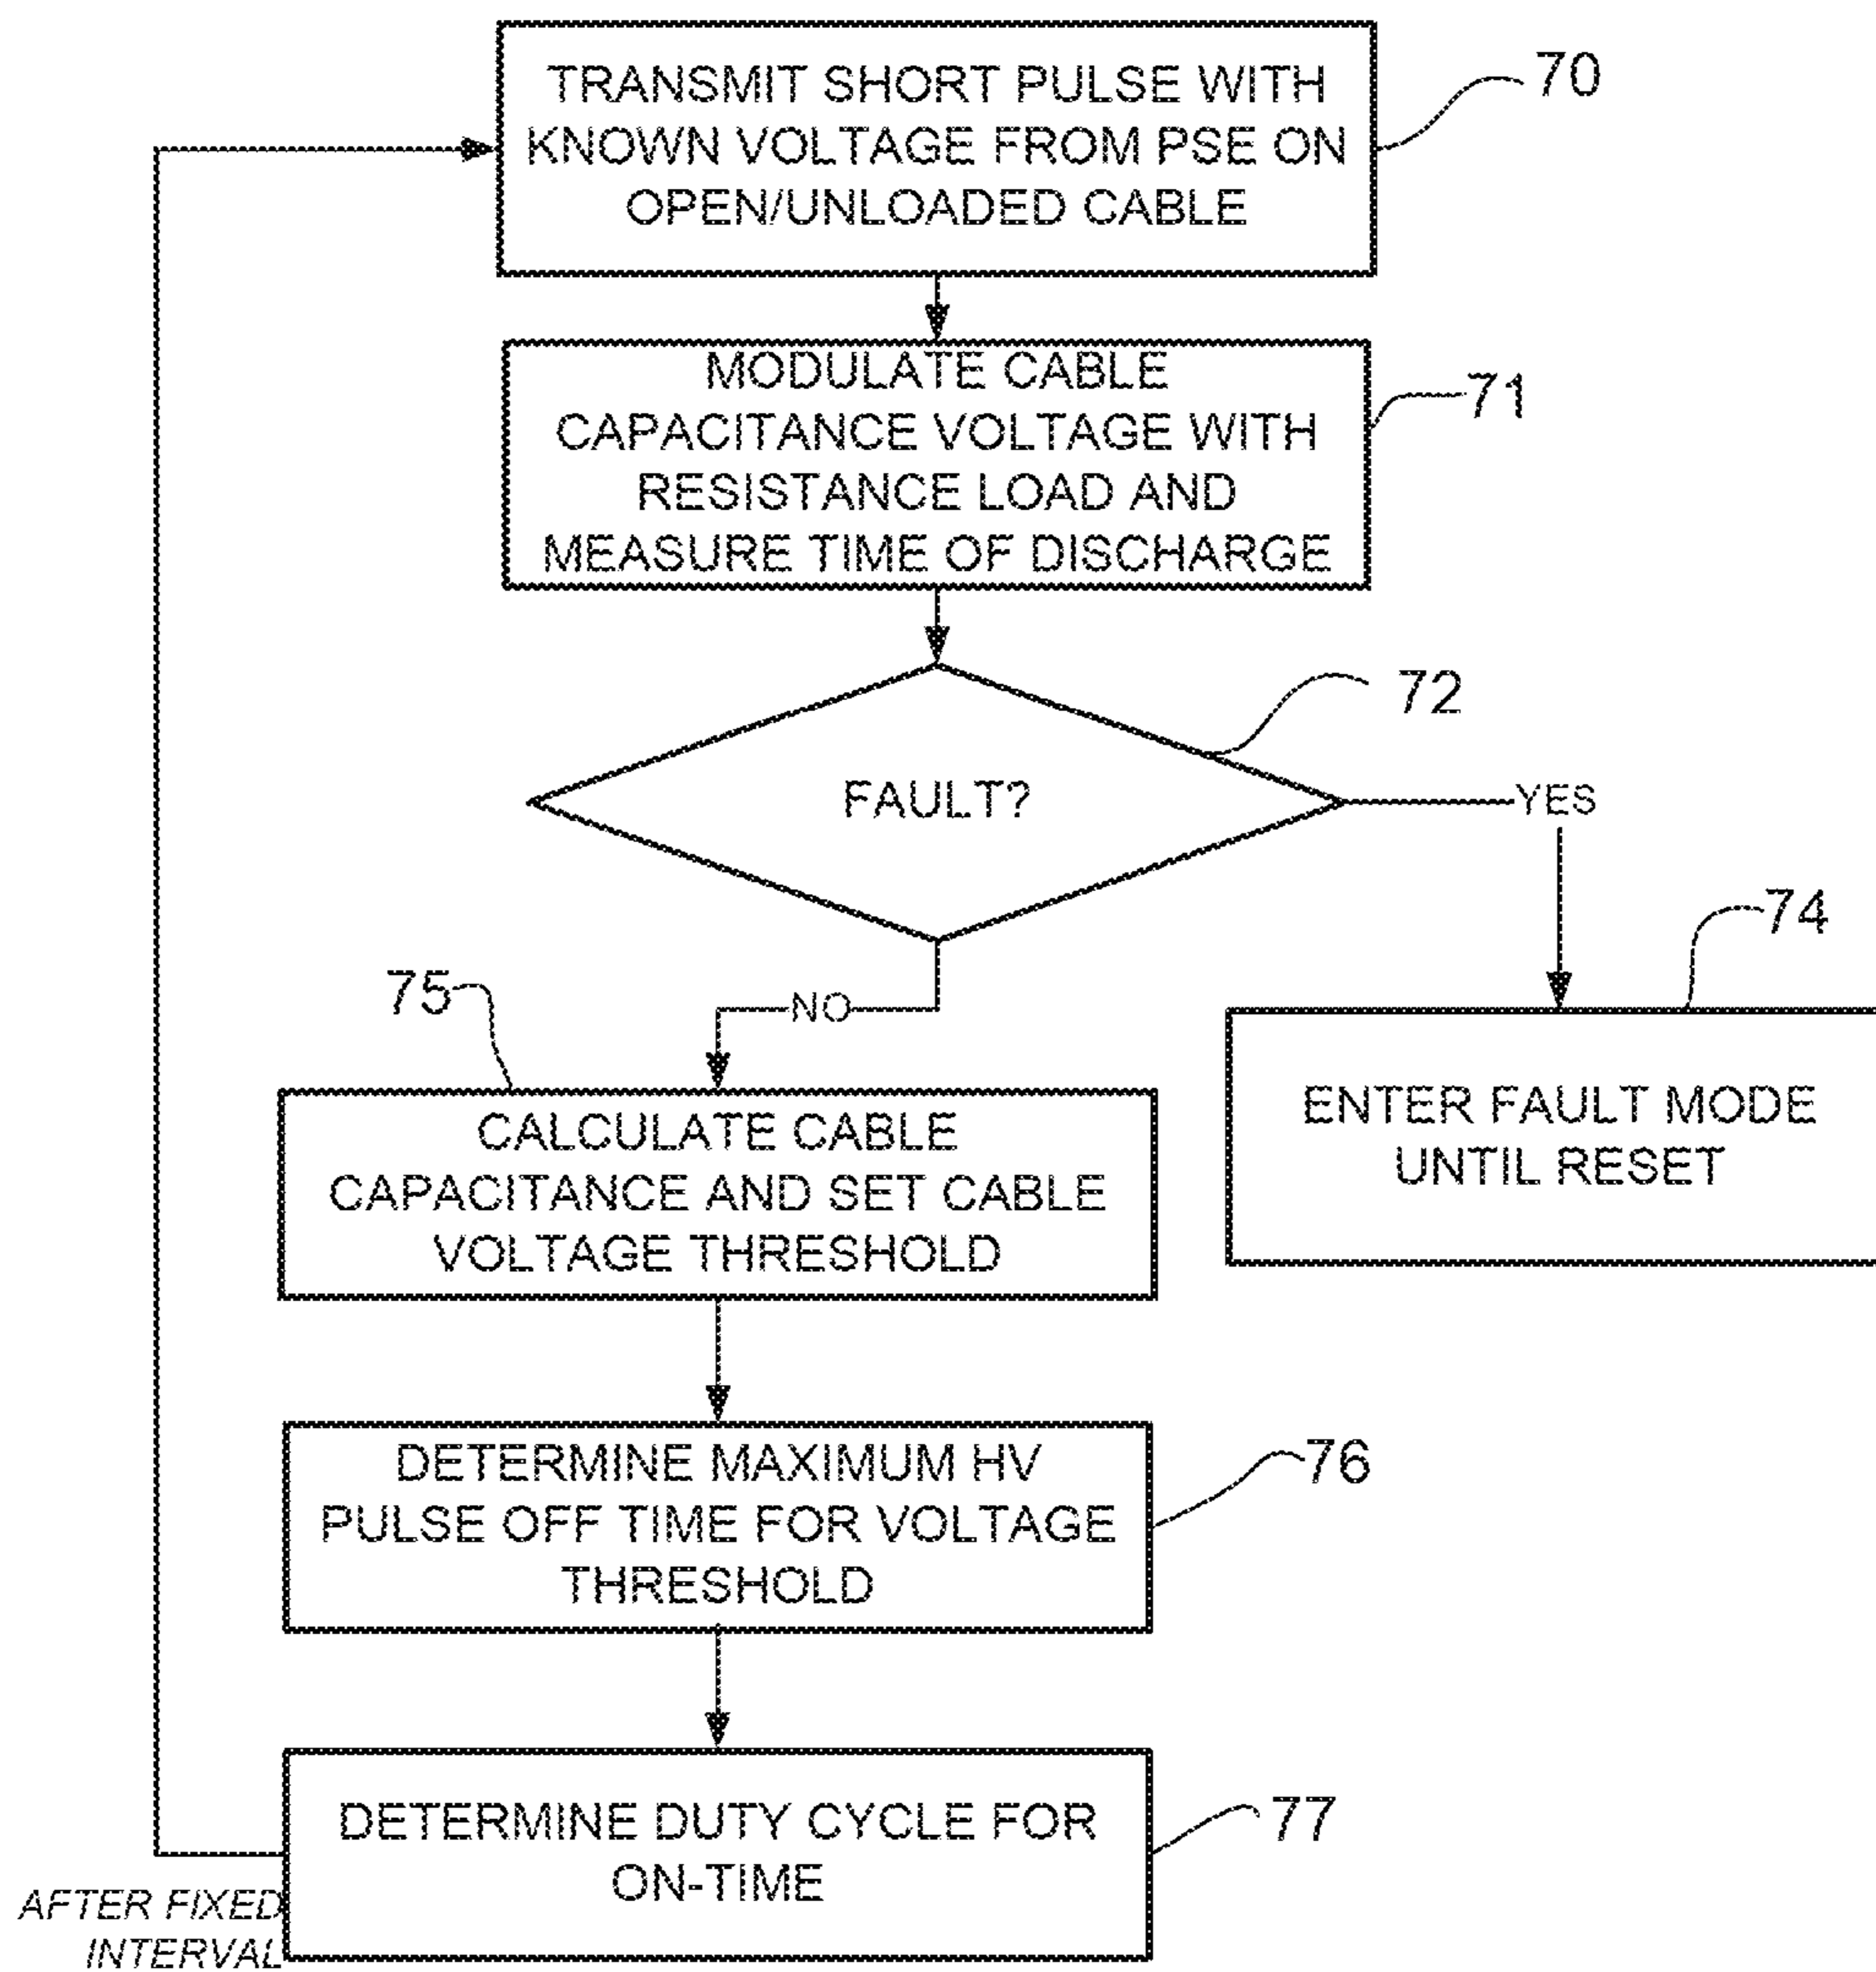 TRANSMIT SHORT PULSE WITH
KNOWN VOLTAGE FROM PSE ON
OPEN/UNLOADED CABLE
70
MODULATE CABLE
CAPACITANCE VOLTAGE WITH
RESISTANCE LOAD AND
MEASURE TIME OF DISCHARGE
71
FAULT?
72
YES
NO
74
ENTER FAULT MODE
UNTIL RESET
75
CALCULATE CABLE
CAPACITANCE AND SET CABLE
VOLTAGE THRESHOLD
DETERMINE MAXIMUM HV
PULSE OFF TIME FOR VOLTAGE
THRESHOLD
76
DETERMINE DUTY CYCLE FOR
ON-TIME
77
AFTER FIXED
INTERVAL